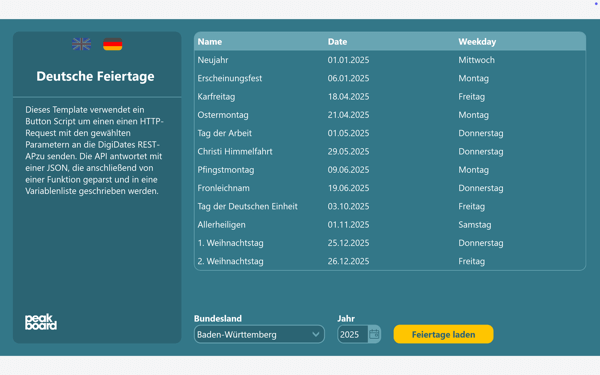 Deutsche Feiertage
Dieses Template verwendet ein
Button Script um einen einen HTTP-
Request mit den gewählten
Parametern an die DigiDates REST-
APzu senden. Die API antwortet mit
einer JSON, die anschließend von
einer Funktion geparst und in eine
Variablenliste geschrieben werden.
peak
board
Name Date Weekday
Neujahr 01.01.2025 Mittwoch
Erscheinungsfest 06.01.2025 Montag
Karfreitag 18.04.2025 Freitag
Ostermontag 21.04.2025 Montag
Tag der Arbeit 01.05.2025 Donnerstag
Christi Himmelfahrt 29.05.2025 Donnerstag
Pfingstmontag 09.06.2025 Montag
Fronleichnam 19.06.2025 Donnerstag
Tag der Deutschen Einheit 03.10.2025 Freitag
Allerheiligen 01.11.2025 Samstag
1. Weihnachtstag 25.12.2025 Donnerstag
2. Weihnachtstag 26.12.2025 Freitag
Bundesland Jahr
Baden-Württemberg 2025 Feiertage laden